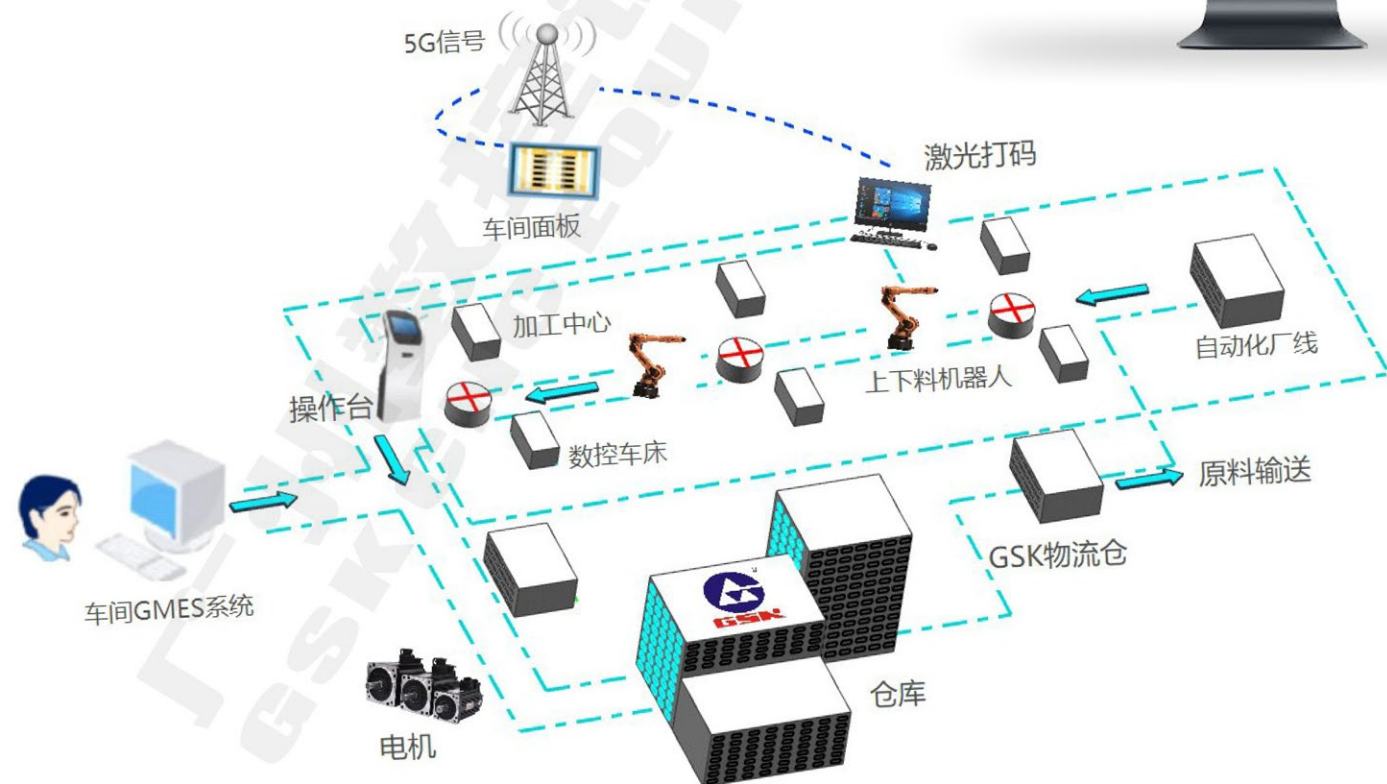 5G信号
激光打码
车间面板
加工中心
自动化厂线
上下料机器人
操作台
数控车床
原料输送
GSK物流仓
车间GMES系统
GSK
仓库
电机